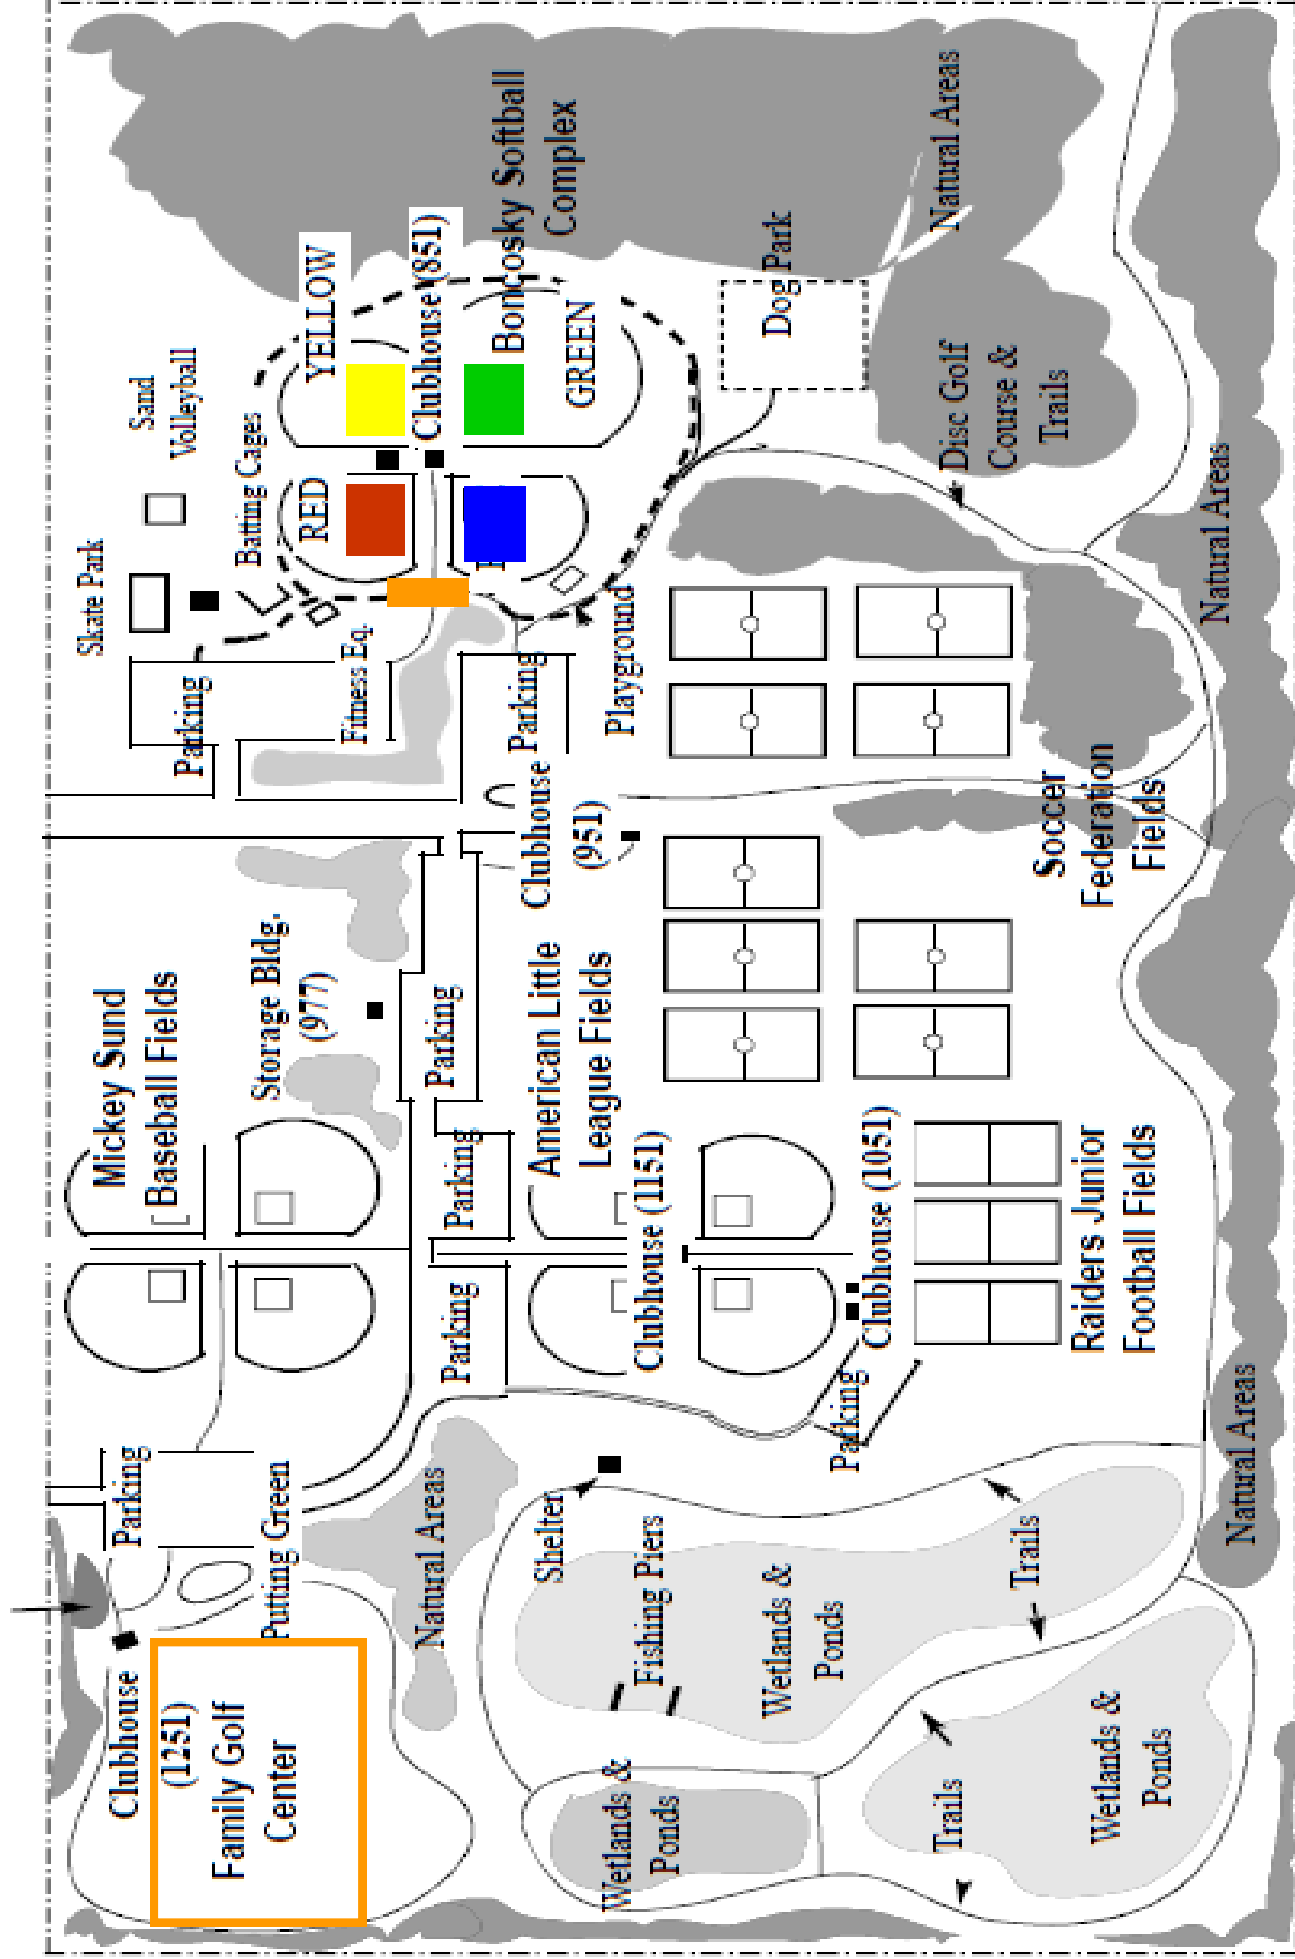 Clubhouse
(1251)
Family Golf
Center
Parking
Putting Green
Natural Areas
Mickey Sund
Baseball Fields
Storage Bldg.
(977)
Parking
Skate Park
Sand
Volleyball
Batting Cages
Fitness Eq.
RED
YELLOW
Clubhouse (851)
Boncosky Softball
Complex
GREEN
Parking
Parking
Parking
Parking
Clubhouse
(951)
Playground
American Little
League Fields
Clubhouse (1151)
Shelter
Fishing Piers
Wetlands &
Ponds
Wetlands &
Ponds
Parking
Clubhouse (1051)
Dog Park
Natural Areas
Disc Golf
Course &
Trails
Soccer
Federation
Fields
Raiders Junior
Football Fields
Trails
Trails
Wetlands &
Ponds
Natural Areas
Natural Areas